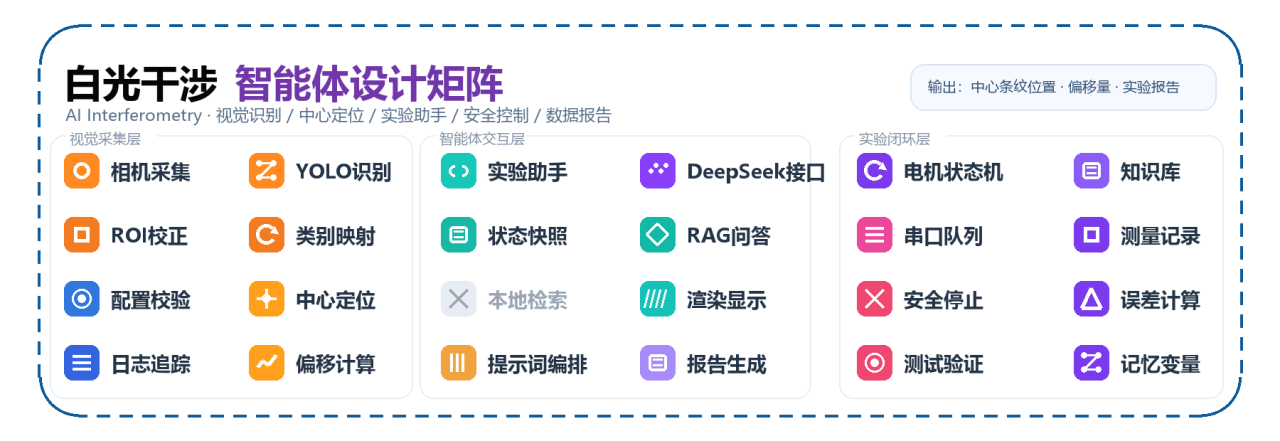 白光干涉 智能体设计矩阵
AI Interferometry · 视觉识别 / 中心定位 / 实验助手 / 安全控制 / 数据报告
输出：中心条纹位置 · 偏移量 · 实验报告
视觉采集层
相机采集
YOLO识别
ROI校正
类别映射
配置校验
中心定位
日志追踪
偏移计算
智能体交互层
实验助手
DeepSeek接口
状态快照
RAG问答
本地检索
渲染显示
提示词编排
报告生成
实验闭环层
电机状态机
知识库
串口队列
测量记录
安全停止
误差计算
测试验证
记忆变量